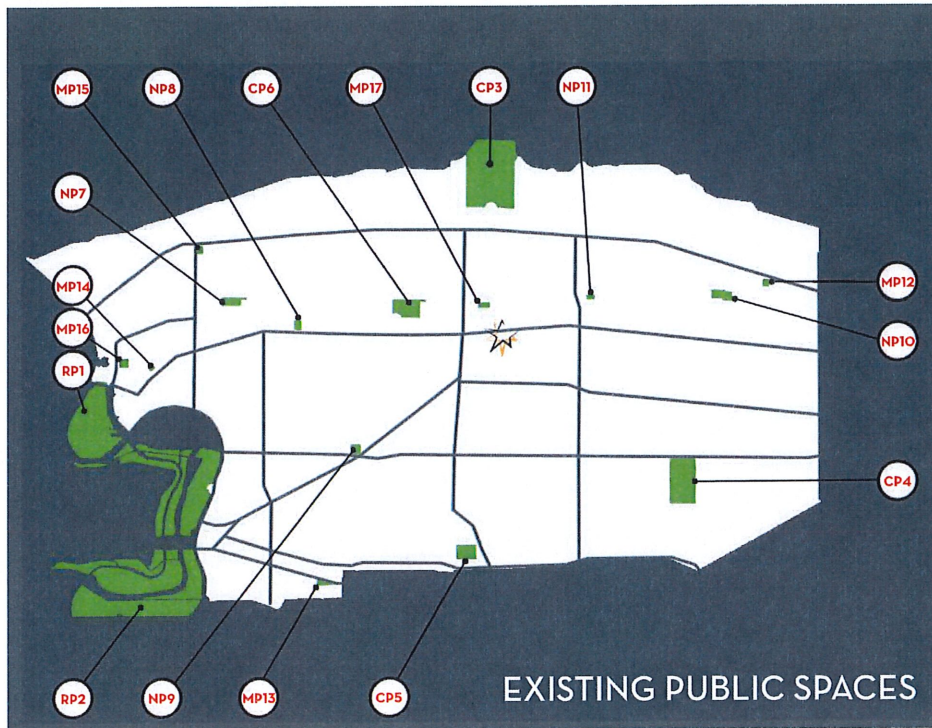 MP15
NP8
CP6
MP17
CP3
NP11
NP7
MP14
MP16
RP1
MP12
NP10
CP4
RP2
NP9
MP13
CP5
EXISTING PUBLIC SPACES